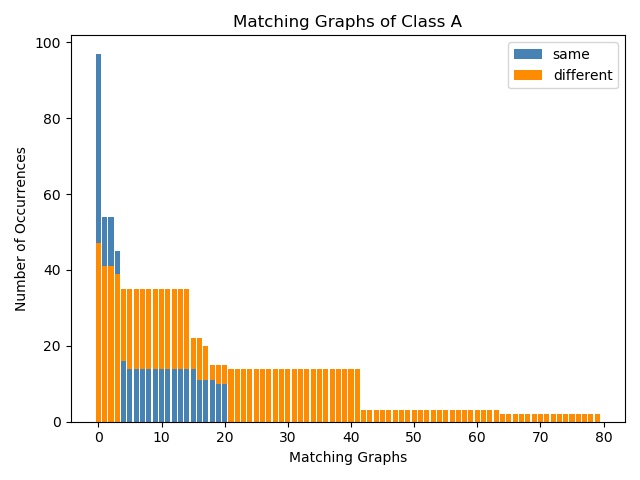 Matching Graphs of Class A
same
different
Number of Occurrences
100
80
60
40
20
0
0 10 20 30 40 50 60 70 80
Matching Graphs